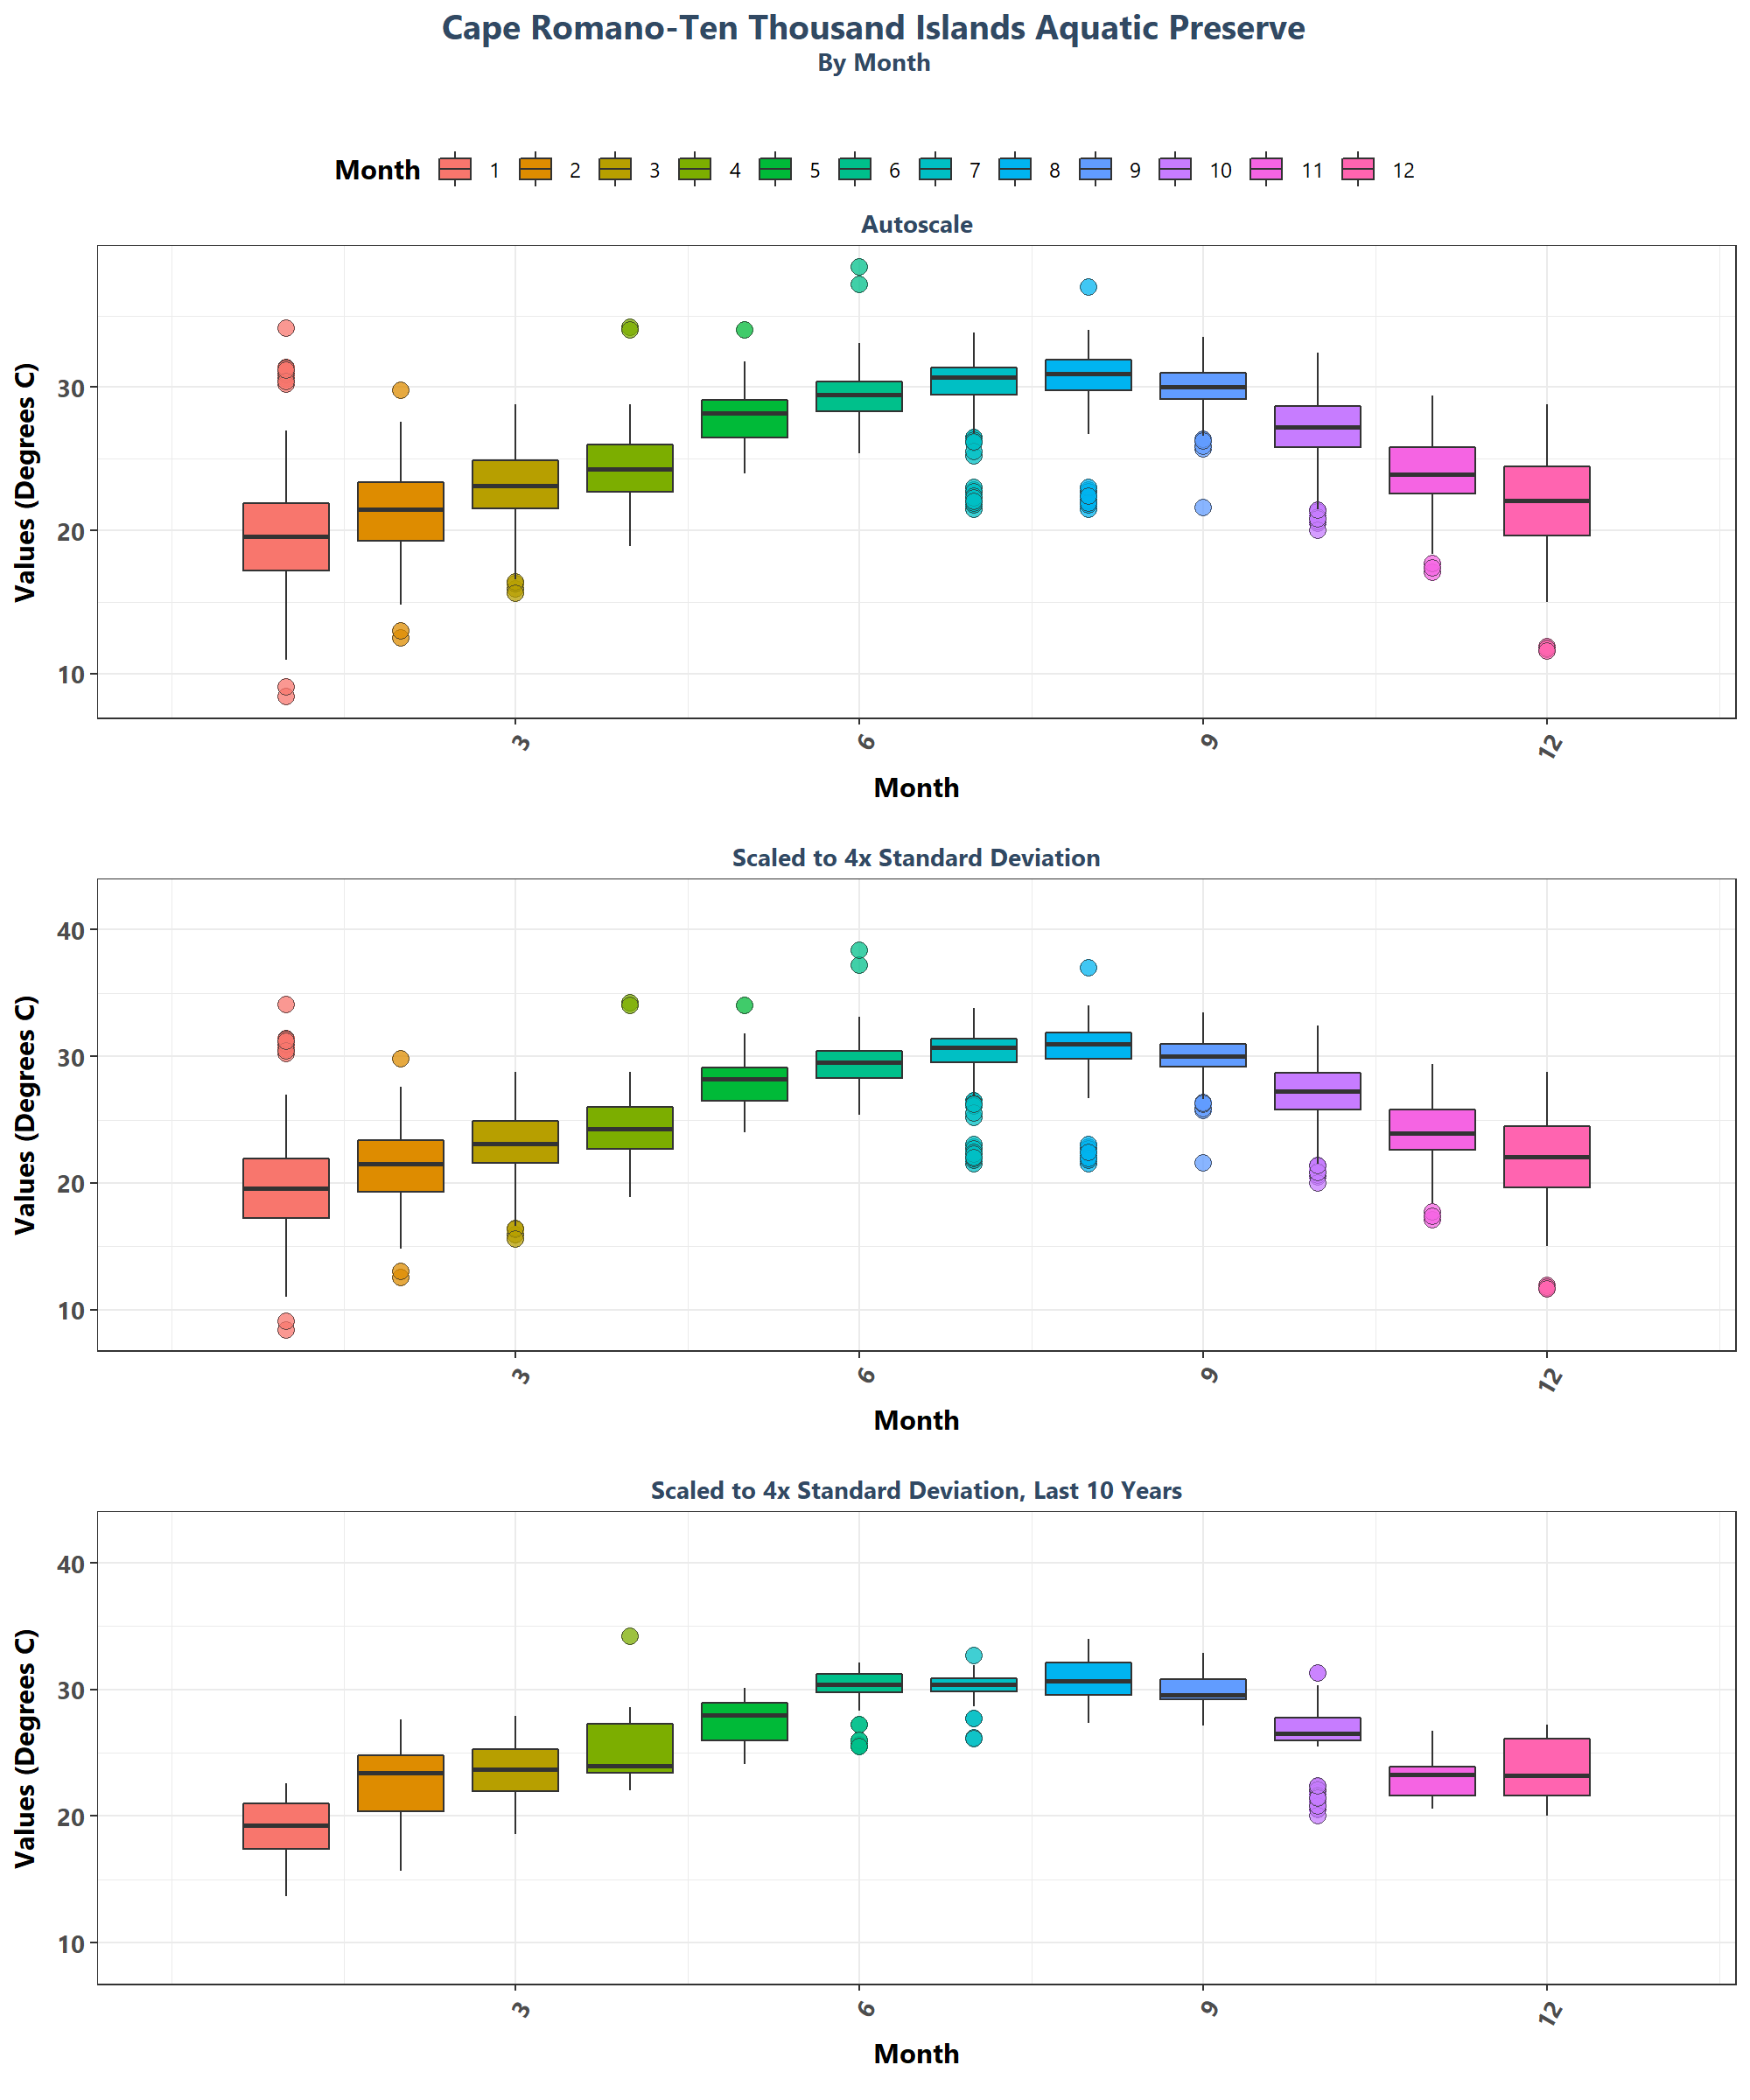 Cape Romano-Ten Thousand Islands Aquatic Preserve
By Month
Month 1 2 3 4 5 6 7 8 9 10 11 12
Autoscale
Values (Degrees C)
30
20
10
3 6 9 12
Month
Scaled to 4x Standard Deviation
Values (Degrees C)
40
30
20
10
3 6 9 12
Month
Scaled to 4x Standard Deviation, Last 10 Years
Values (Degrees C)
40
30
20
10
3 6 9 12
Month